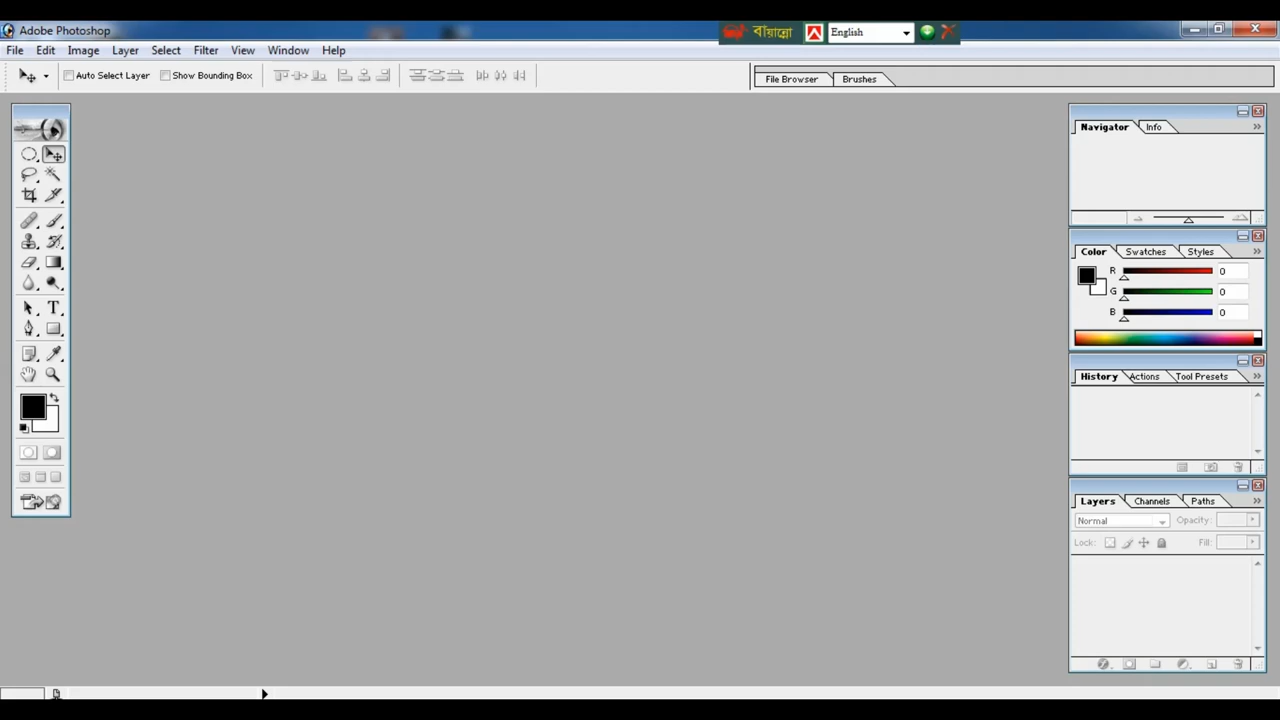 Adobe Photoshop
বায়ান্নো
English
File Edit Image Layer Select Filter View Window Help
Auto Select Layer
Show Bounding Box
File Browser
Brushes
Navigator
Info
Color
Swatches
Styles
R
0
G
0
B
0
History
Actions
Tool Presets
Layers
Channels
Paths
Normal
Opacity:
Lock:
Fill: